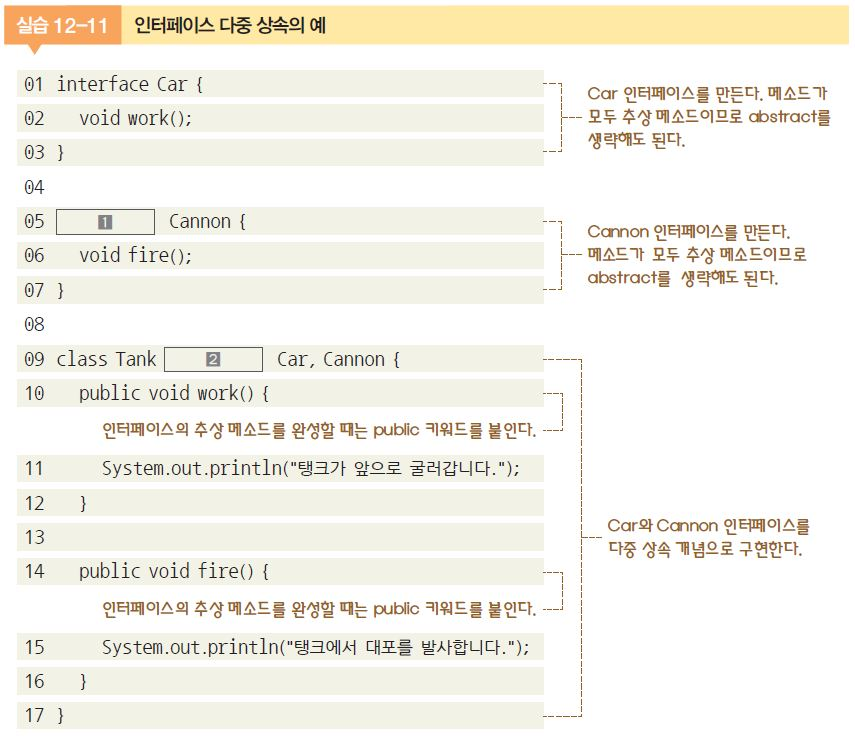 실습 12-11 인터페이스 다중 상속의 예
01 interface Car {
Car 인터페이스를 만든다. 메소드가
02 void work();
모두 추상 메소드이므로 abstract를
03 }
생략해도 된다.
04
05 1 Cannon {
Cannon 인터페이스를 만든다.
06 void fire();
메소드가 모두 추상 메소드이므로
07 }
abstract를 생략해도 된다.
08
09 class Tank 2 Car, Cannon {
10 public void work() {
인터페이스의 추상 메소드를 완성할 때는 public 키워드를 붙인다.
11 System.out.println("탱크가 앞으로 굴러갑니다.");
12 }
13
Car와 Cannon 인터페이스를
다중 상속 개념으로 구현한다.
14 public void fire() {
인터페이스의 추상 메소드를 완성할 때는 public 키워드를 붙인다.
15 System.out.println("탱크에서 대포를 발사합니다.");
16 }
17 }